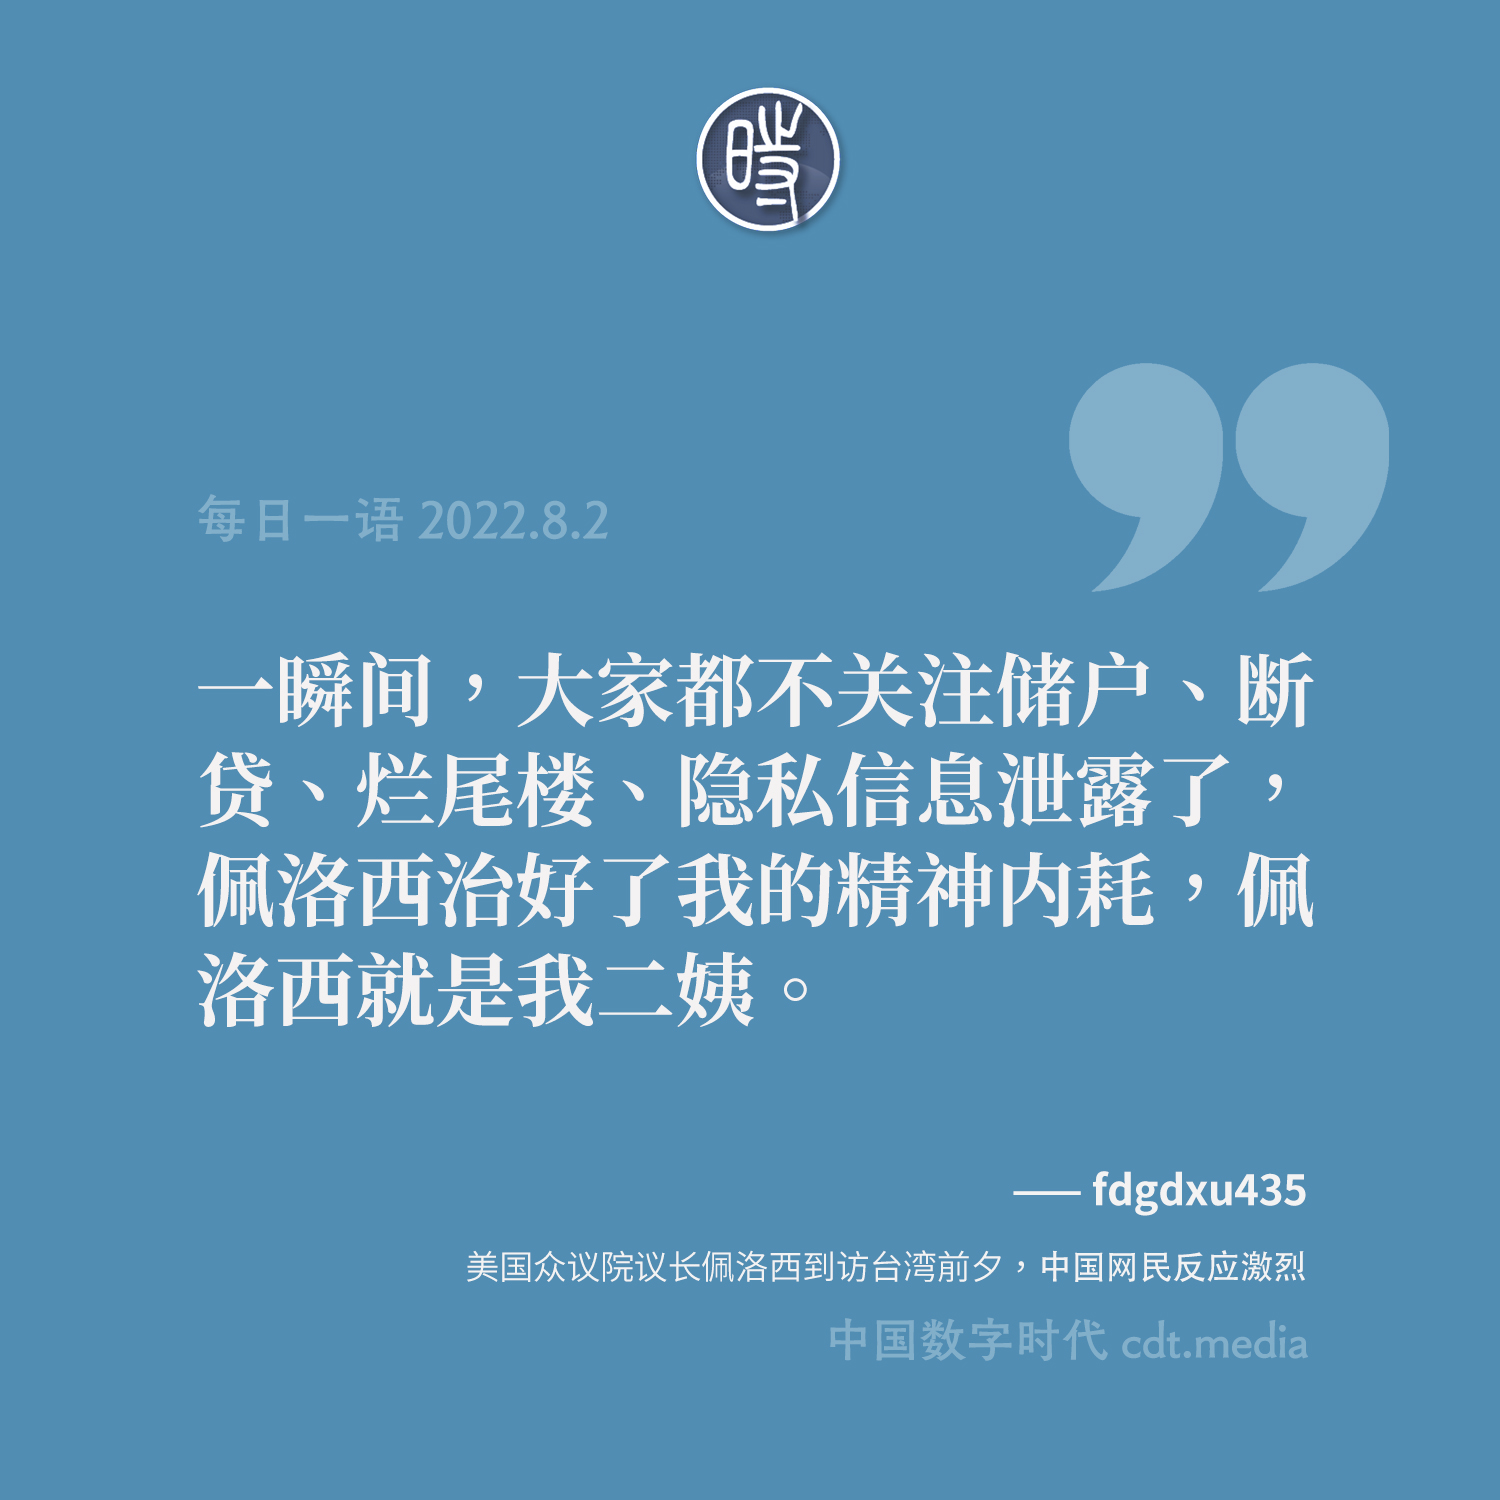 時
每日一语 2022.8.2
一瞬间，大家都不关注储户、断
贷、烂尾楼、隐私信息泄露了，
佩洛西治好了我的精神内耗，佩
洛西就是我二姨。
—— fdgdxu435
美国众议院议长佩洛西到访台湾前夕，中国网民反应激烈
中国数字时代 cdt.media